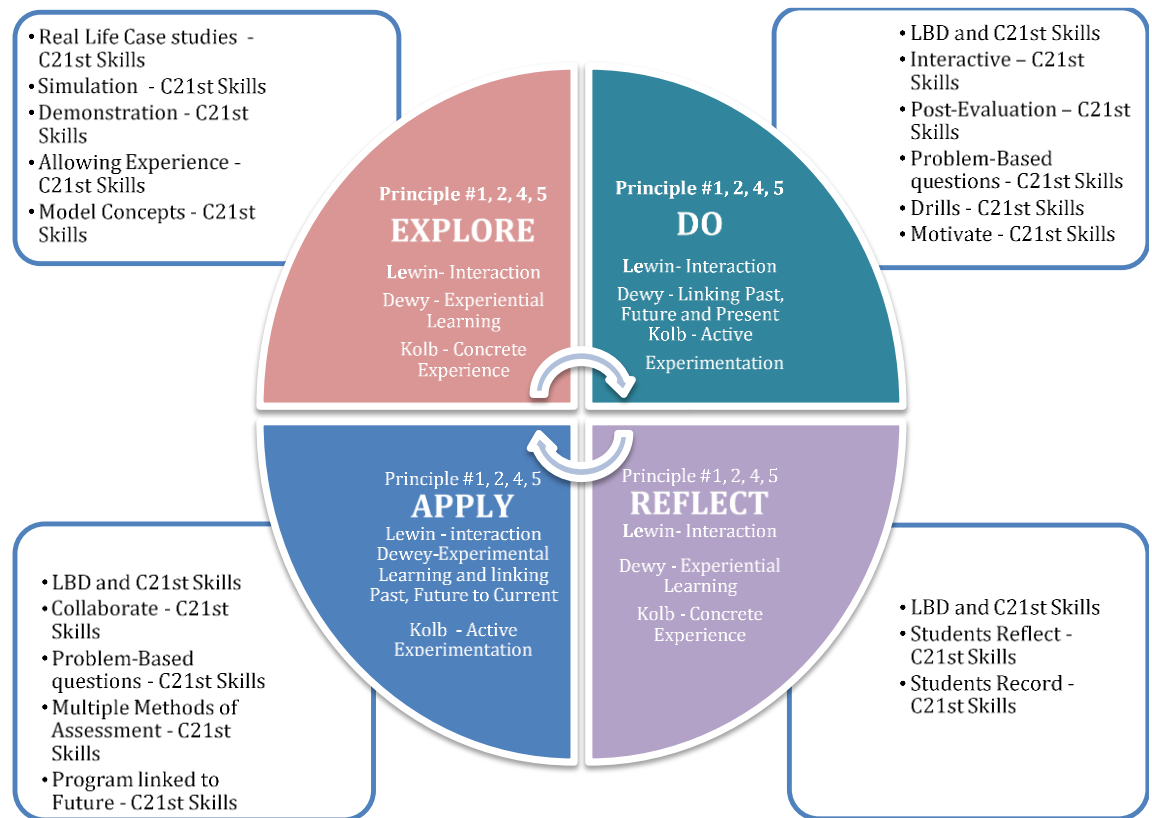 • Real Life Case studies -
C21st Skills
• Simulation - C21st Skills
• Demonstration - C21st
Skills
• Allowing Experience -
C21st Skills
• Model Concepts - C21st
Skills
• LBD and C21st Skills
• Interactive – C21st
Skills
• Post-Evaluation – C21st
Skills
• Problem-Based
questions - C21st Skills
• Drills - C21st Skills
• Motivate - C21st Skills
Principle #1, 2, 4, 5
EXPLORE
Lewin- Interaction
Dewy - Experiential
Learning
Kolb - Concrete
Experience
Principle #1, 2, 4, 5
DO
Lewin- Interaction
Dewy - Linking Past,
Future and Present
Kolb - Active
Experimentation
Principle #1, 2, 4, 5
APPLY
Lewin - interaction
Dewey-Experimental
Learning and linking
Past, Future to Current
Kolb - Active
Experimentation
Principle #1, 2, 4, 5
REFLECT
Lewin- Interaction
Dewy - Experiential
Learning
Kolb - Concrete
Experience
• LBD and C21st Skills
• Collaborate - C21st
Skills
• Problem-Based
questions - C21st Skills
• Multiple Methods of
Assessment - C21st
Skills
• Program linked to
Future - C21st Skills
• LBD and C21st Skills
• Students Reflect -
C21st Skills
• Students Record -
C21st Skills